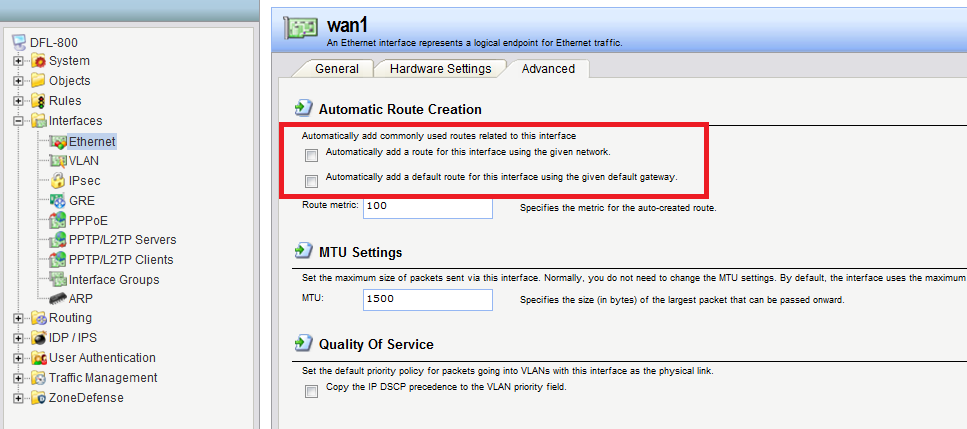 DFL-800
System
Objects
Rules
Interfaces
Ethernet
VLAN
IPsec
GRE
PPPoE
PPTP/L2TP Servers
PPTP/L2TP Clients
Interface Groups
ARP
Routing
IDP / IPS
User Authentication
Traffic Management
ZoneDefense
wan1
An Ethernet interface represents a logical endpoint for Ethernet traffic.
General Hardware Settings Advanced
Automatic Route Creation
Automatically add commonly used routes related to this interface
Automatically add a route for this interface using the given network.
Automatically add a default route for this interface using the given default gateway.
Route metric: 100 Specifies the metric for the auto-created route.
MTU Settings
Set the maximum size of packets sent via this interface. Normally, you do not need to change the MTU settings. By default, the interface uses the maximum
MTU: 1500 Specifies the size (in bytes) of the largest packet that can be passed onward.
Quality Of Service
Set the default priority policy for packets going into VLANs with this interface as the physical link.
Copy the IP DSCP precedence to the VLAN priority field.